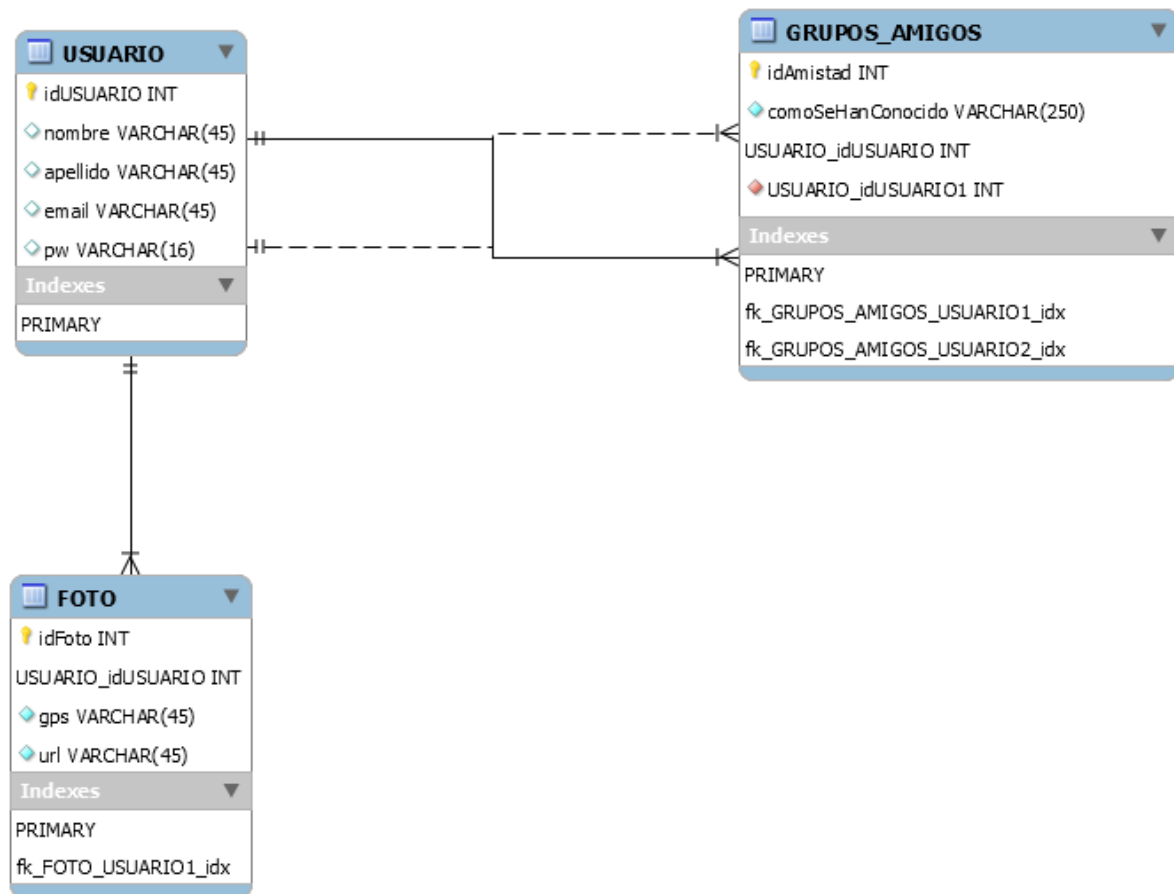 USUARIO
idUSUARIO INT
nombre VARCHAR(45)
apellido VARCHAR(45)
email VARCHAR(45)
pw VARCHAR(16)
Indexes
PRIMARY
GRUPOS_AMIGOS
idAmistad INT
comoSeHanConocido VARCHAR(250)
USUARIO_idUSUARIO INT
USUARIO_idUSUARIO1 INT
Indexes
PRIMARY
fk_GRUPOS_AMIGOS_USUARIO1_idx
fk_GRUPOS_AMIGOS_USUARIO2_idx
FOTO
idFoto INT
USUARIO_idUSUARIO INT
gps VARCHAR(45)
url VARCHAR(45)
Indexes
PRIMARY
fk_FOTO_USUARIO1_idx